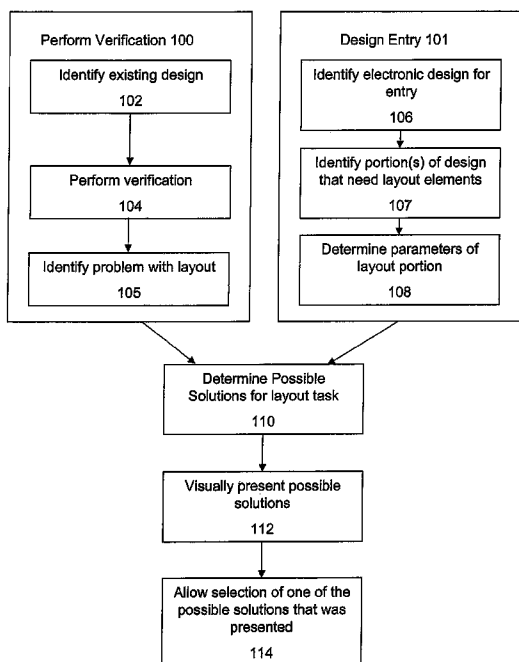 Perform Verification 100
Identify existing design
102
Perform verification
104
Identify problem with layout
105
Design Entry 101
Identify electronic design for
entry
106
Identify portion(s) of design
that need layout elements
107
Determine parameters of
layout portion
108
Determine Possible
Solutions for layout task
110
Visually present possible
solutions
112
Allow selection of one of the
possible solutions that was
presented
114